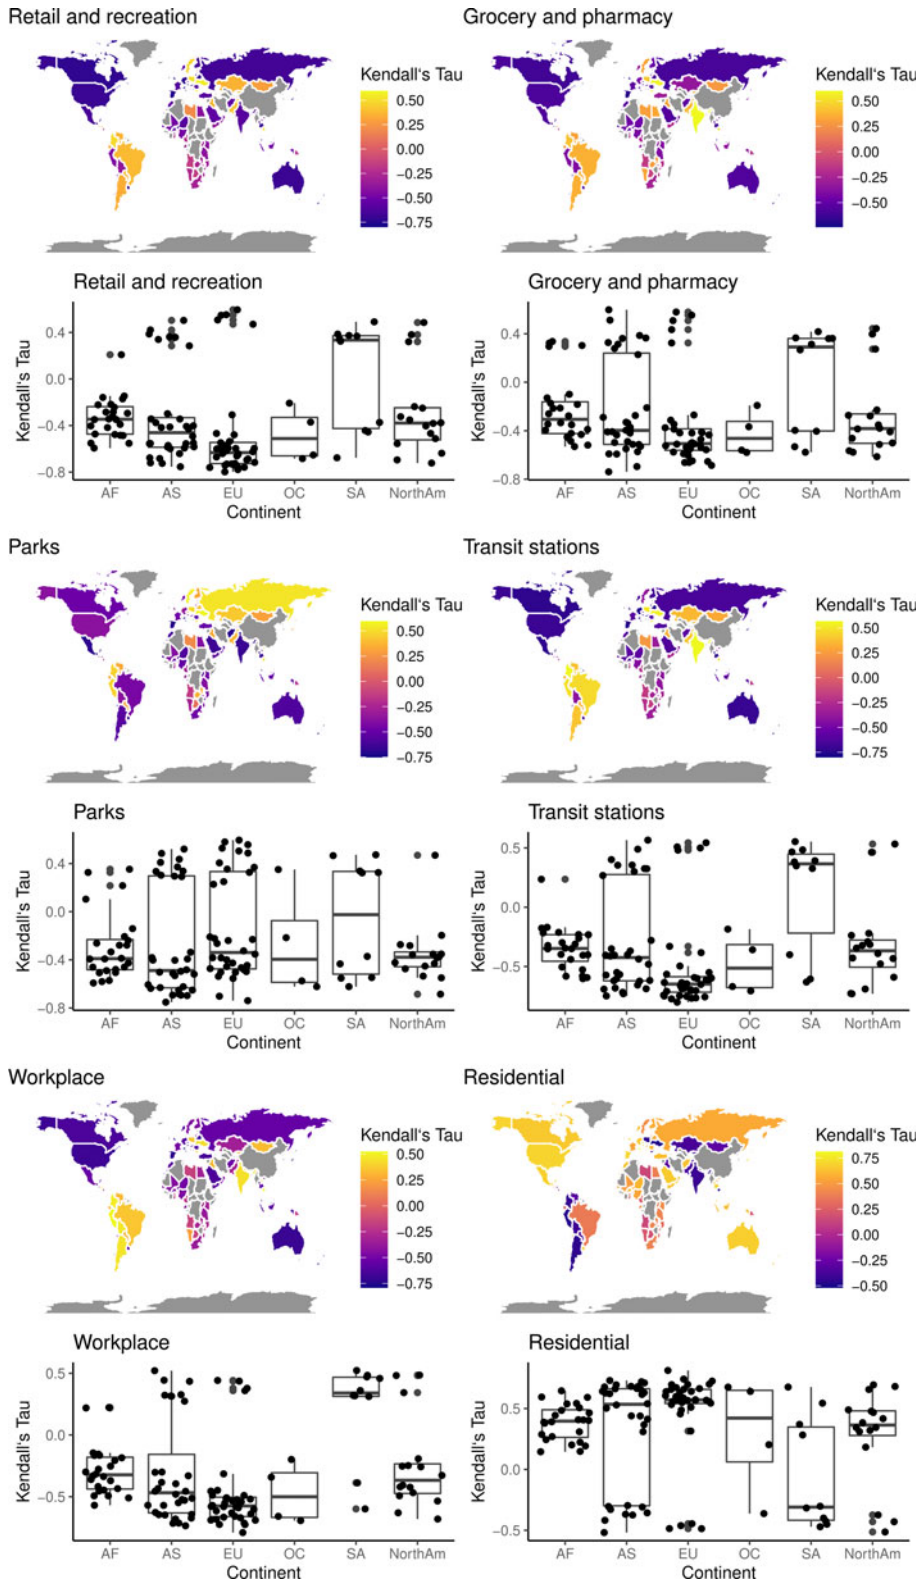 Retail and recreation
Grocery and pharmacy
Kendall‘s Tau
0.50
0.25
0.00
−0.25
−0.50
−0.75
Kendall‘s Tau
0.50
0.25
0.00
−0.25
−0.50
Retail and recreation
Kendall‘s Tau
0.4
0.0
−0.4
−0.8
AF AS EU OC SA NorthAm
Continent
Grocery and pharmacy
Kendall‘s Tau
0.4
0.0
−0.4
−0.8
AF AS EU OC SA NorthAm
Continent
Parks
Transit stations
Kendall‘s Tau
0.50
0.25
0.00
−0.25
−0.50
−0.75
Kendall‘s Tau
0.50
0.25
0.00
−0.25
−0.50
−0.75
Parks
Kendall‘s Tau
0.4
0.0
−0.4
−0.8
AF AS EU OC SA NorthAm
Continent
Transit stations
Kendall‘s Tau
0.5
0.0
−0.5
AF AS EU OC SA NorthAm
Continent
Workplace
Residential
Kendall‘s Tau
0.50
0.25
0.00
−0.25
−0.50
−0.75
Kendall‘s Tau
0.75
0.50
0.25
0.00
−0.25
−0.50
Workplace
Kendall‘s Tau
0.5
0.0
−0.5
AF AS EU OC SA NorthAm
Continent
Residential
Kendall‘s Tau
0.5
0.0
−0.5
AF AS EU OC SA NorthAm
Continent